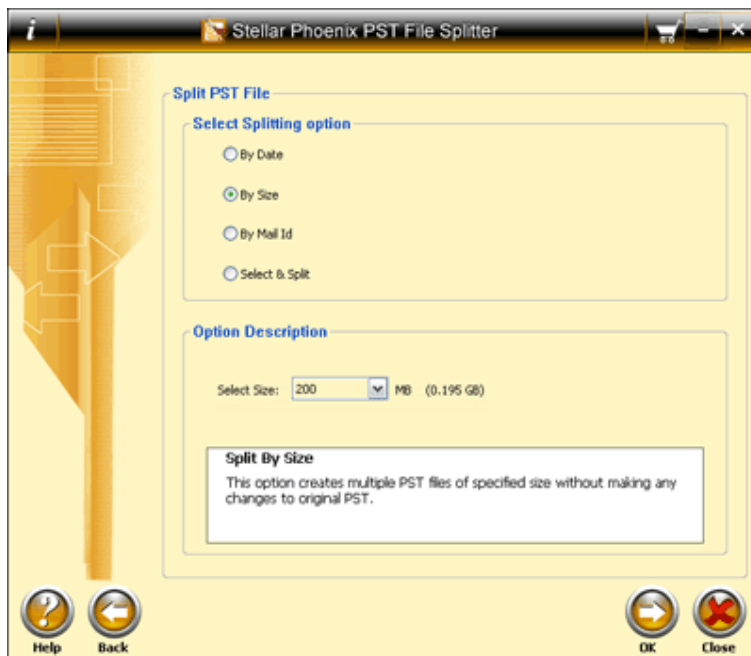 i
Stellar Phoenix PST File Splitter
Split PST File
Select Splitting option
By Date
By Size
By Mail Id
Select & Split
Option Description
Select Size: 200 MB (0.195 GB)
Split By Size
This option creates multiple PST files of specified size without making any
changes to original PST.
?
Help Back OK Close